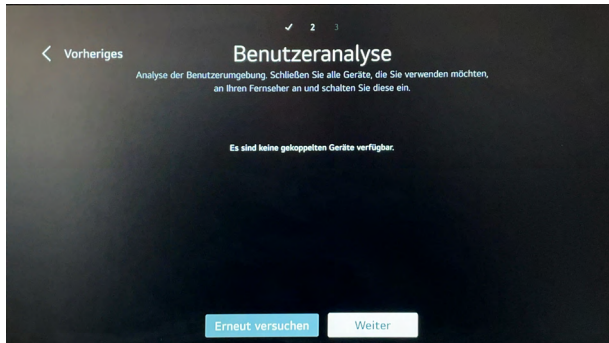 ✓ 2 3
Vorheriges
Benutzeranalyse
Analyse der Benutzerumgebung. Schließen Sie alle Geräte, die Sie verwenden möchten,
an Ihren Fernseher an und schalten Sie diese ein.
Es sind keine gekoppelten Geräte verfügbar.
Erneut versuchen
Weiter